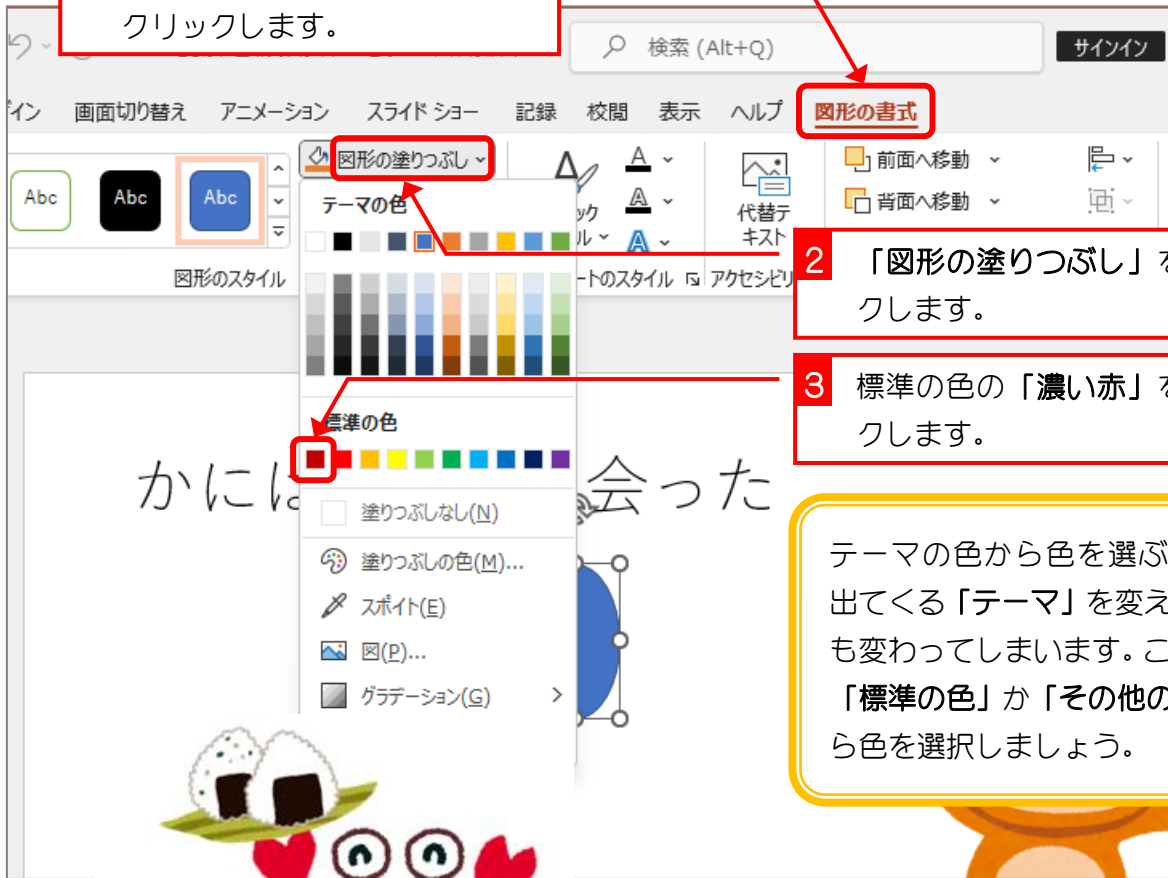 クリックします。
検索 (Alt+Q)
サインイン
イン 画面切り替え アニメーション スライド ショー 記録 校閲 表示 ヘルプ 図形の書式
Abc Abc Abc
図形の塗りつぶし
テーマの色
A
A
A
代替テ
キスト
前面へ移動
背面へ移動
図形のスタイル
トのスタイル
アクセシビリ
2 「図形の塗りつぶし」を
クします。
3 標準の色の「濃い赤」を
クします。
標準の色
かには 会った
塗りつぶしなし(N)
塗りつぶしの色(M)...
スポイト(E)
図(P)...
グラデーション(G)
テーマの色から色を選ぶ
出てくる「テーマ」を変え
も変わってしまいます。こ
「標準の色」か「その他の
ら色を選択しましょう。